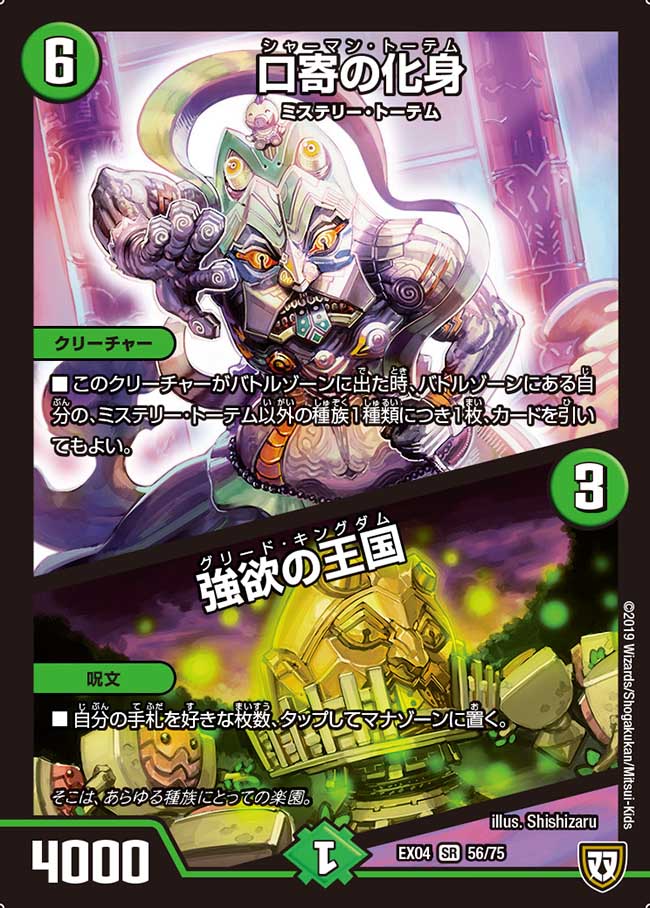 6
シャーマン・トーテム
口寄の化身
ミステリー・トーテム
クリーチャー
■このクリーチャーがバトルゾーンに出た時、バトルゾーンにある自
分の、ミステリー・トーテム以外の種族1種類につき1枚、カードを引い
てもよい。
3
グリード・キングダム
強欲の王国
呪文
■自分の手札を好きな枚数、タップしてマナゾーンに置く。
そこは、あらゆる種族にとっての楽園。
illus. Shishizaru
©2019 Wizards/Shogakukan/Mitsui-Kids
4000
1
EX04 SR 56/75